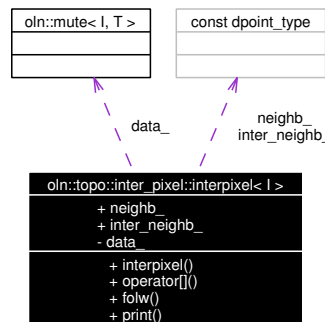 oln::mute< I, T >
const dpoint_type
data_
neighb_
inter_neighb_
oln::topo::inter_pixel::interpixel< I >
+ neighb_
+ inter_neighb_
- data_
+ interpixel()
+ operator[]()
+ folw()
+ print()